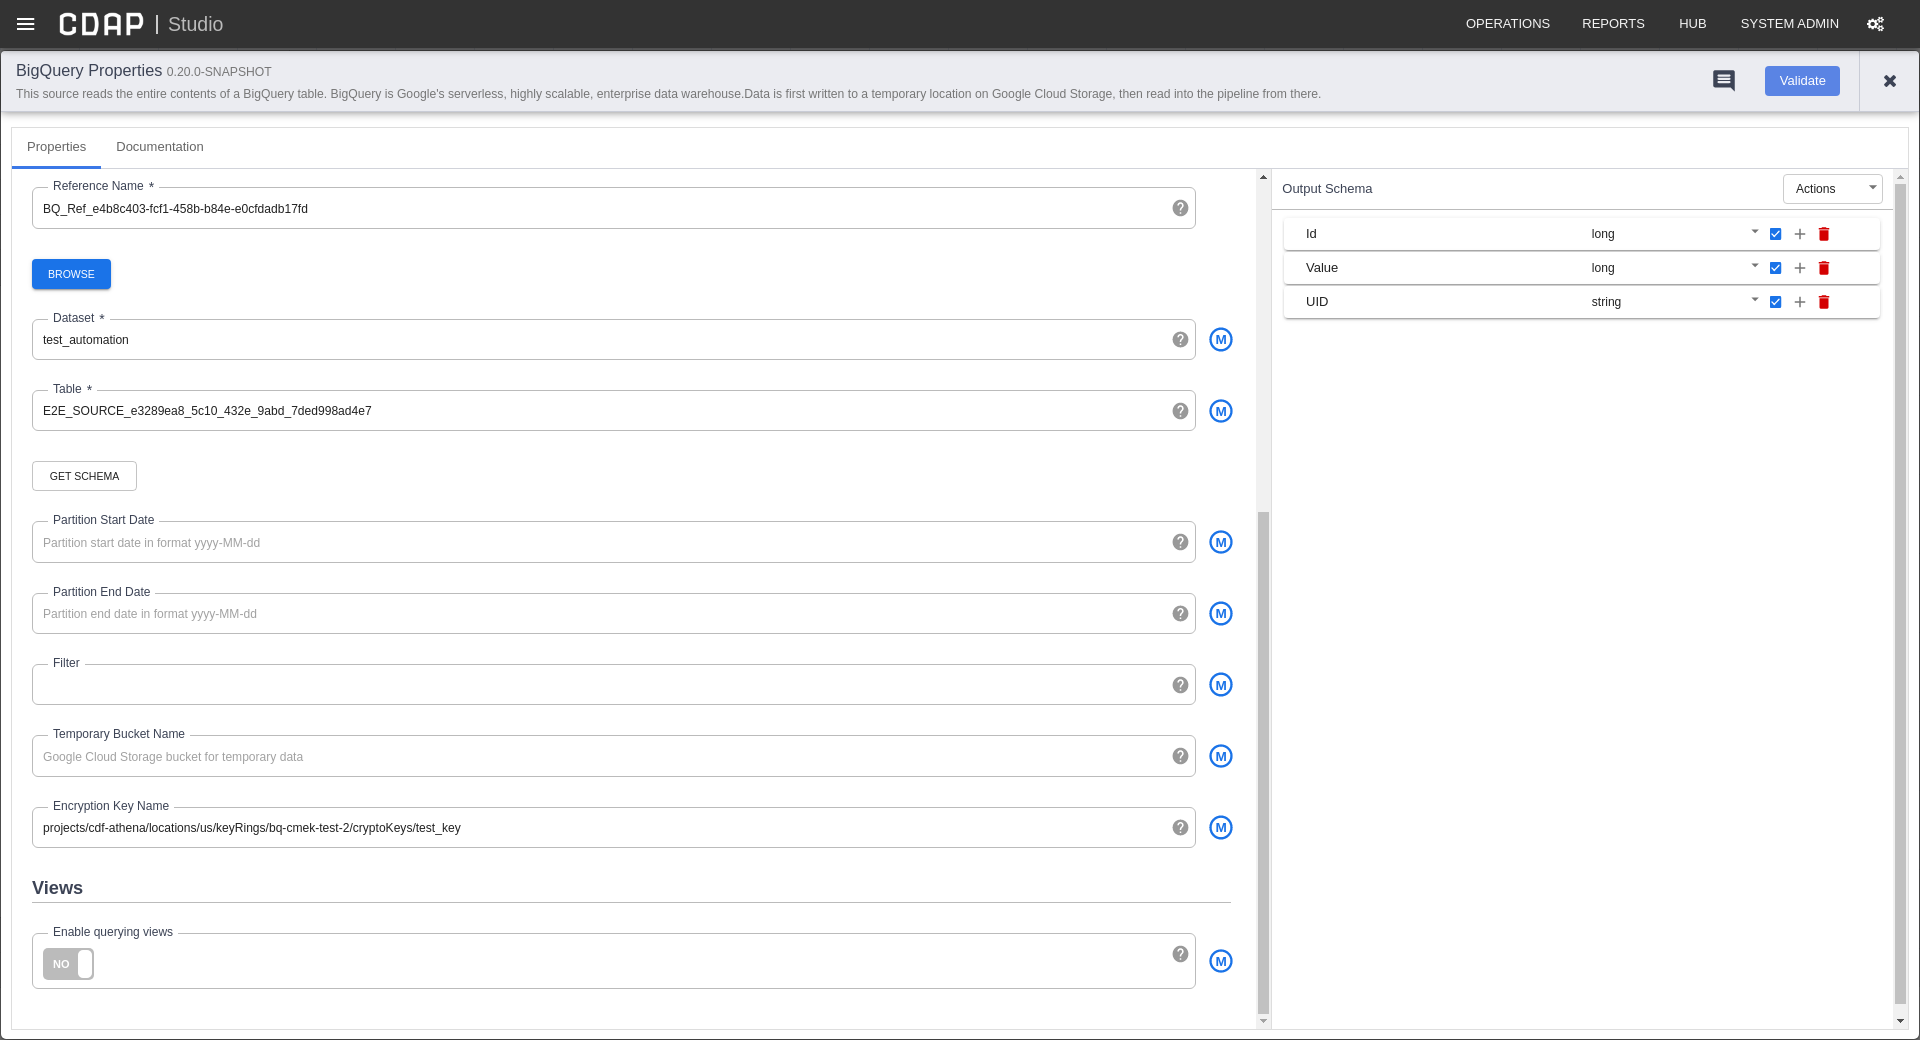 CDAP | Studio
OPERATIONS REPORTS HUB SYSTEM ADMIN
BigQuery Properties 0.20.0-SNAPSHOT
This source reads the entire contents of a BigQuery table. BigQuery is Google's serverless, highly scalable, enterprise data warehouse.Data is first written to a temporary location on Google Cloud Storage, then read into the pipeline from there.
Validate
Properties Documentation
Reference Name *
BQ_Ref_e4b8c403-fcf1-458b-b84e-e0cfdadb17fd
BROWSE
Dataset *
test_automation
M
Table *
E2E_SOURCE_e3289ea8_5c10_432e_9abd_7ded998ad4e7
M
GET SCHEMA
Partition Start Date
Partition start date in format yyyy-MM-dd
M
Partition End Date
Partition end date in format yyyy-MM-dd
M
Filter
M
Temporary Bucket Name
Google Cloud Storage bucket for temporary data
M
Encryption Key Name
projects/cdf-athena/locations/us/keyRings/bq-cmek-test-2/cryptoKeys/test_key
M
Views
Enable querying views
NO
M
Output Schema
Actions
Id long
Value long
UID string